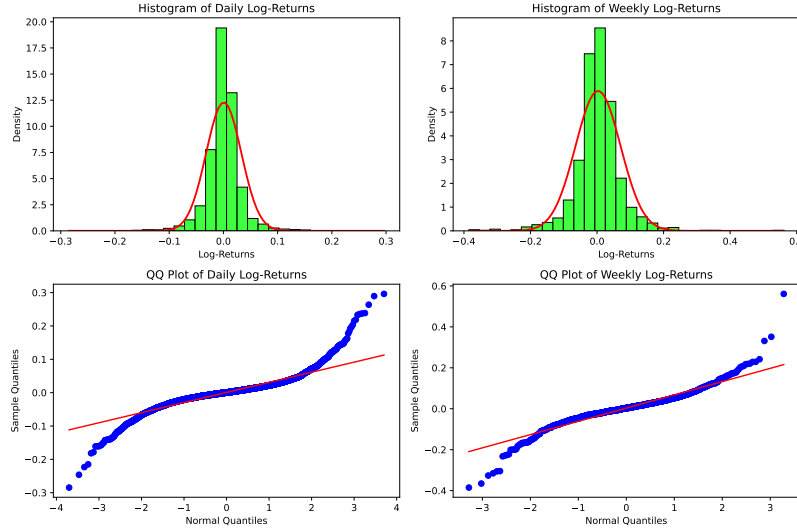 Histogram of Daily Log-Returns
Density
20.0
17.5
15.0
12.5
10.0
7.5
5.0
2.5
0.0
−0.3 −0.2 −0.1 0.0 0.1 0.2 0.3
Log-Returns
Histogram of Weekly Log-Returns
Density
8
7
6
5
4
3
2
1
0
−0.4 −0.2 0.0 0.2 0.4
Log-Returns
QQ Plot of Daily Log-Returns
Sample Quantiles
0.3
0.2
0.1
0.0
−0.1
−0.2
−0.3
−4 −3 −2 −1 0 1 2 3 4
Normal Quantiles
QQ Plot of Weekly Log-Returns
Sample Quantiles
0.6
0.4
0.2
0.0
−0.2
−0.4
−3 −2 −1 0 1 2 3
Normal Quantiles